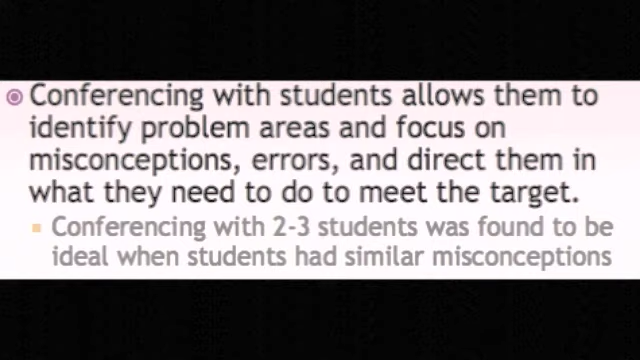 Conferencing with students allows them to
identify problem areas and focus on
misconceptions, errors, and direct them in
what they need to do to meet the target.
Conferencing with 2-3 students was found to be
ideal when students had similar misconceptions